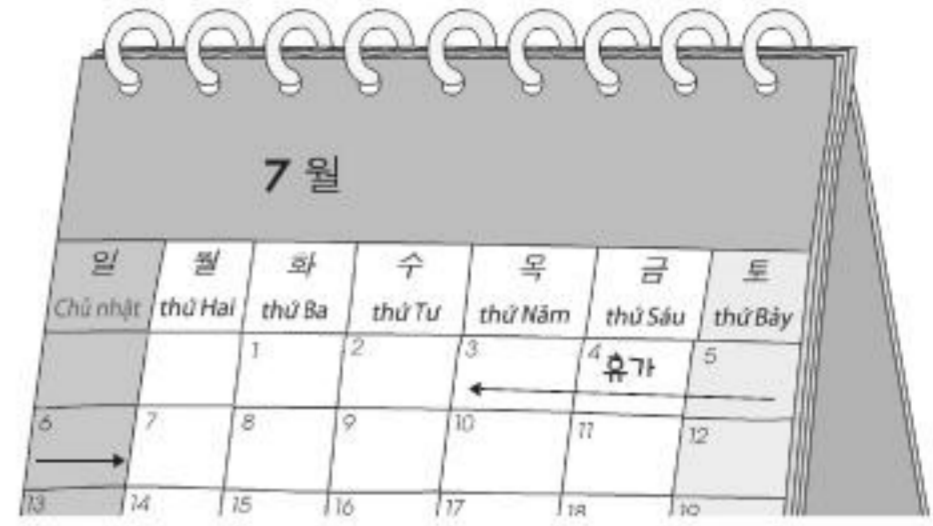 7 월
일 월 화 수 목 금 토
Chủ nhật thứ Hai thứ Ba thứ Tư thứ Năm thứ Sáu thứ Bảy
1 2 3 4 휴가 5
6 7 8 9 10 11 12
13 14 15 16 17 18 19